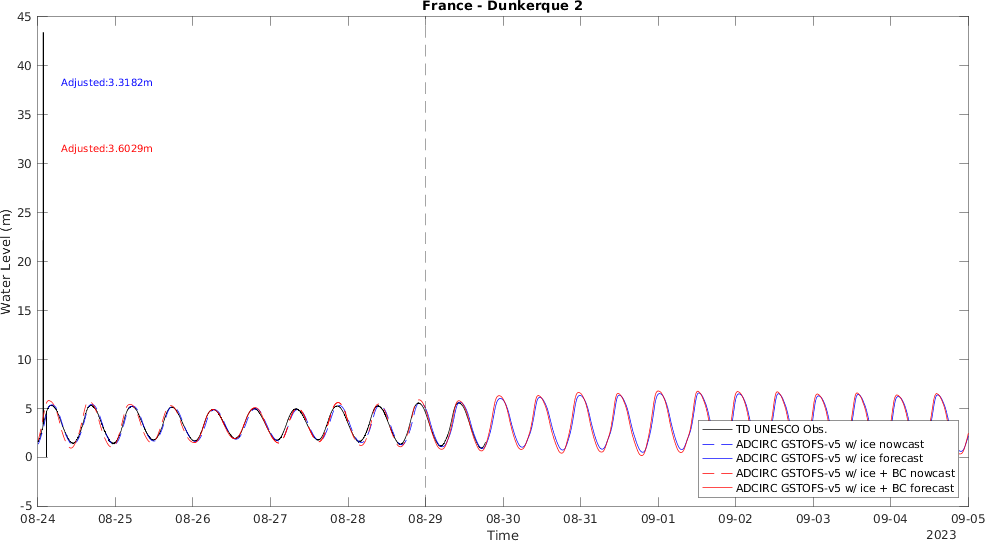 France - Dunkerque 2
Water Level (m)
45
40
35
30
25
20
15
10
5
0
-5
Adjusted:3.3182m
Adjusted:3.6029m
TD UNESCO Obs.
ADCIRC GSTOFS-v5 w/ ice nowcast
ADCIRC GSTOFS-v5 w/ ice forecast
ADCIRC GSTOFS-v5 w/ ice + BC nowcast
ADCIRC GSTOFS-v5 w/ ice + BC forecast
08-24 08-25 08-26 08-27 08-28 08-29 08-30 08-31 09-01 09-02 09-03 09-04 09-05
Time
2023